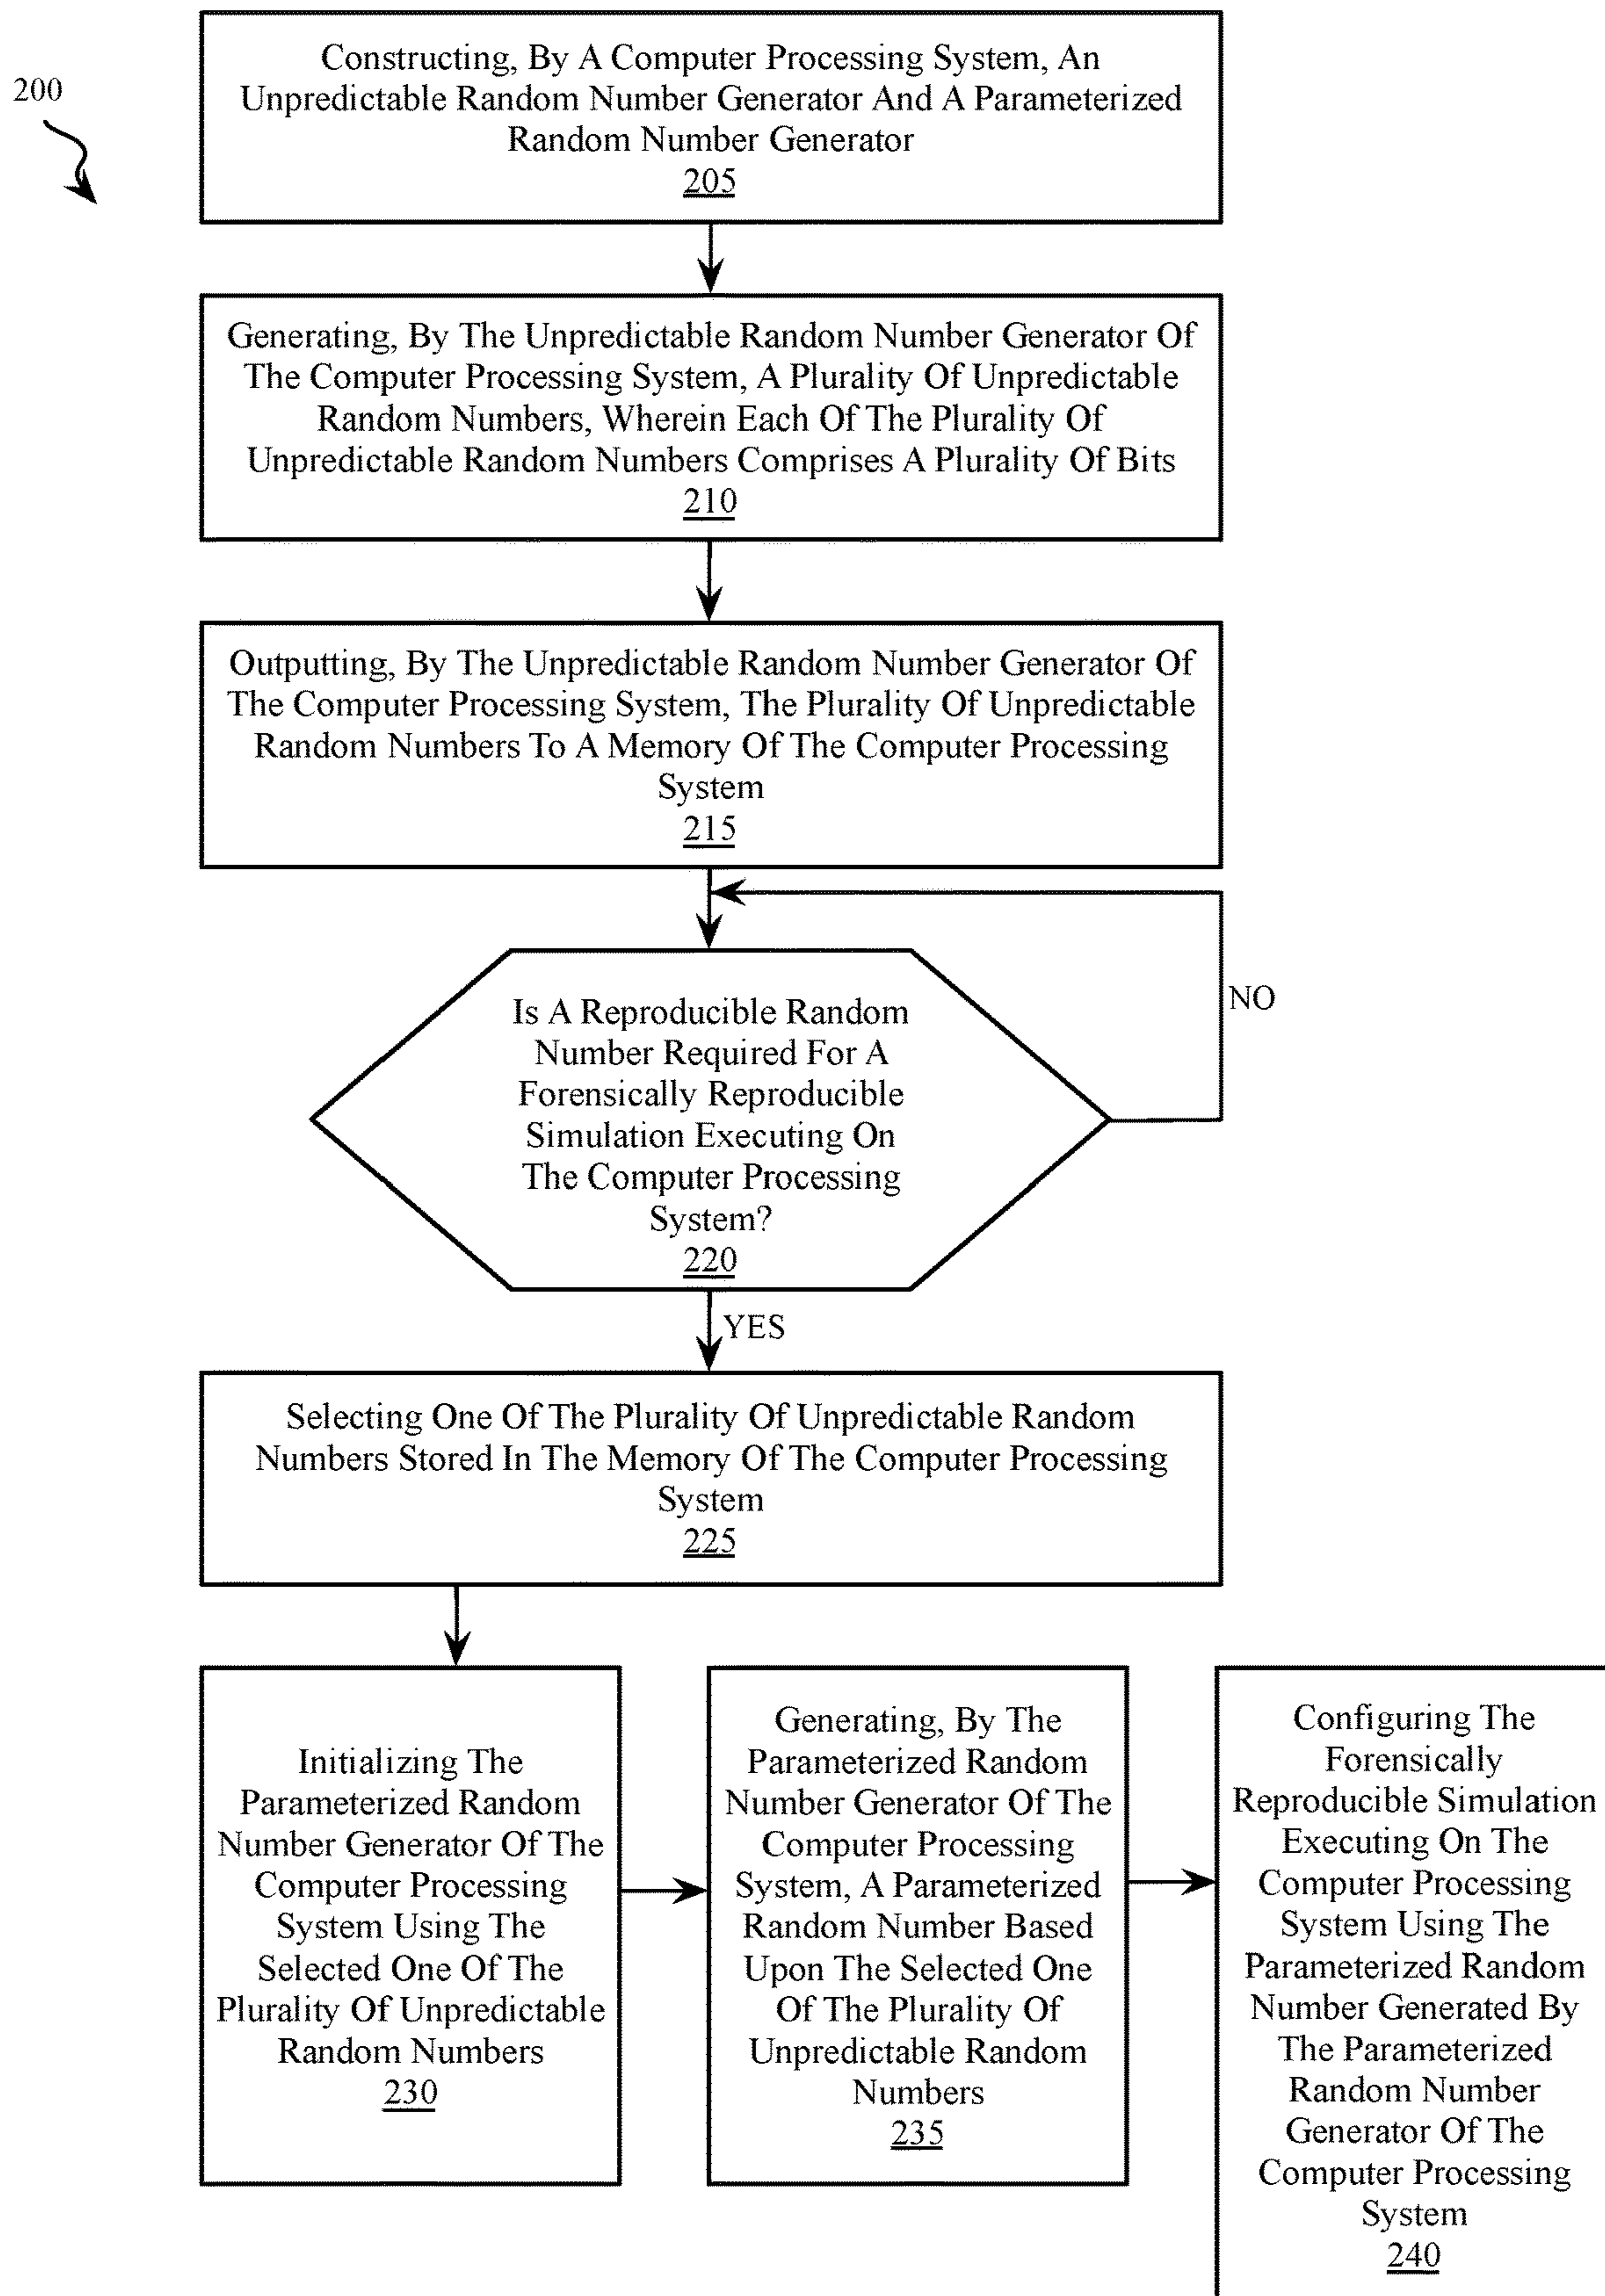 200
Constructing, By A Computer Processing System, An
Unpredictable Random Number Generator And A Parameterized
Random Number Generator
205
Generating, By The Unpredictable Random Number Generator Of
The Computer Processing System, A Plurality Of Unpredictable
Random Numbers, Wherein Each Of The Plurality Of
Unpredictable Random Numbers Comprises A Plurality Of Bits
210
Outputting, By The Unpredictable Random Number Generator Of
The Computer Processing System, The Plurality Of Unpredictable
Random Numbers To A Memory Of The Computer Processing
System
215
Is A Reproducible Random
Number Required For A
Forensically Reproducible
Simulation Executing On
The Computer Processing
System?
220
NO
YES
Selecting One Of The Plurality Of Unpredictable Random
Numbers Stored In The Memory Of The Computer Processing
System
225
Initializing The
Parameterized Random
Number Generator Of The
Computer Processing
System Using The
Selected One Of The
Plurality Of Unpredictable
Random Numbers
230
Generating, By The
Parameterized Random
Number Generator Of The
Computer Processing
System, A Parameterized
Random Number Based
Upon The Selected One
Of The Plurality Of
Unpredictable Random
Numbers
235
Configuring The
Forensically
Reproducible Simulation
Executing On The
Computer Processing
System Using The
Parameterized Random
Number Generated By
The Parameterized
Random Number
Generator Of The
Computer Processing
System
240